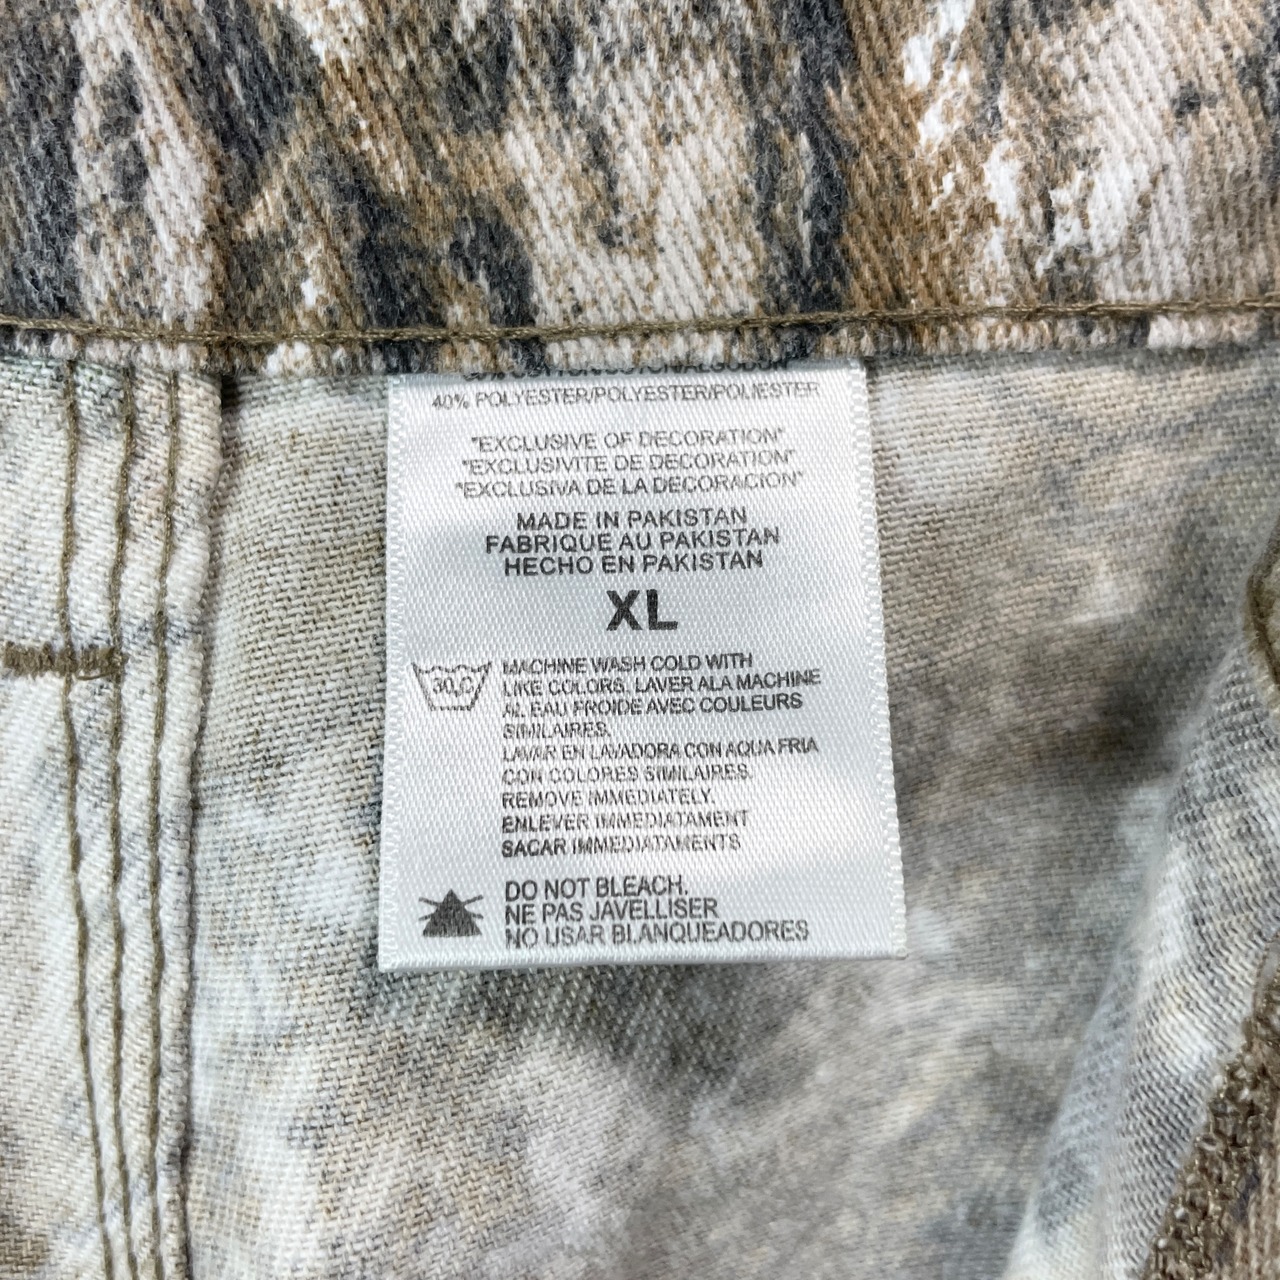 40% POLYESTER/POLYESTER/POLIESTER
"EXCLUSIVE OF DECORATION"
"EXCLUSIVITE DE DECORATION"
"EXCLUSIVA DE LA DECORACION"
MADE IN PAKISTAN
FABRIQUE AU PAKISTAN
HECHO EN PAKISTAN
XL
30.C
MACHINE WASH COLD WITH
LIKE COLORS. LAVER ALA MACHINE
AL EAU FROIDE AVEC COULEURS
SIMILAIRES.
LAVAR EN LAVADORA CON AQUA FRIA
CON COLORES SIMILAIRES.
REMOVE IMMEDIATELY.
ENLEVER IMMEDIATAMENT
SACAR IMMEDIATAMENTS
DO NOT BLEACH.
NE PAS JAVELLISER
NO USAR BLANQUEADORES